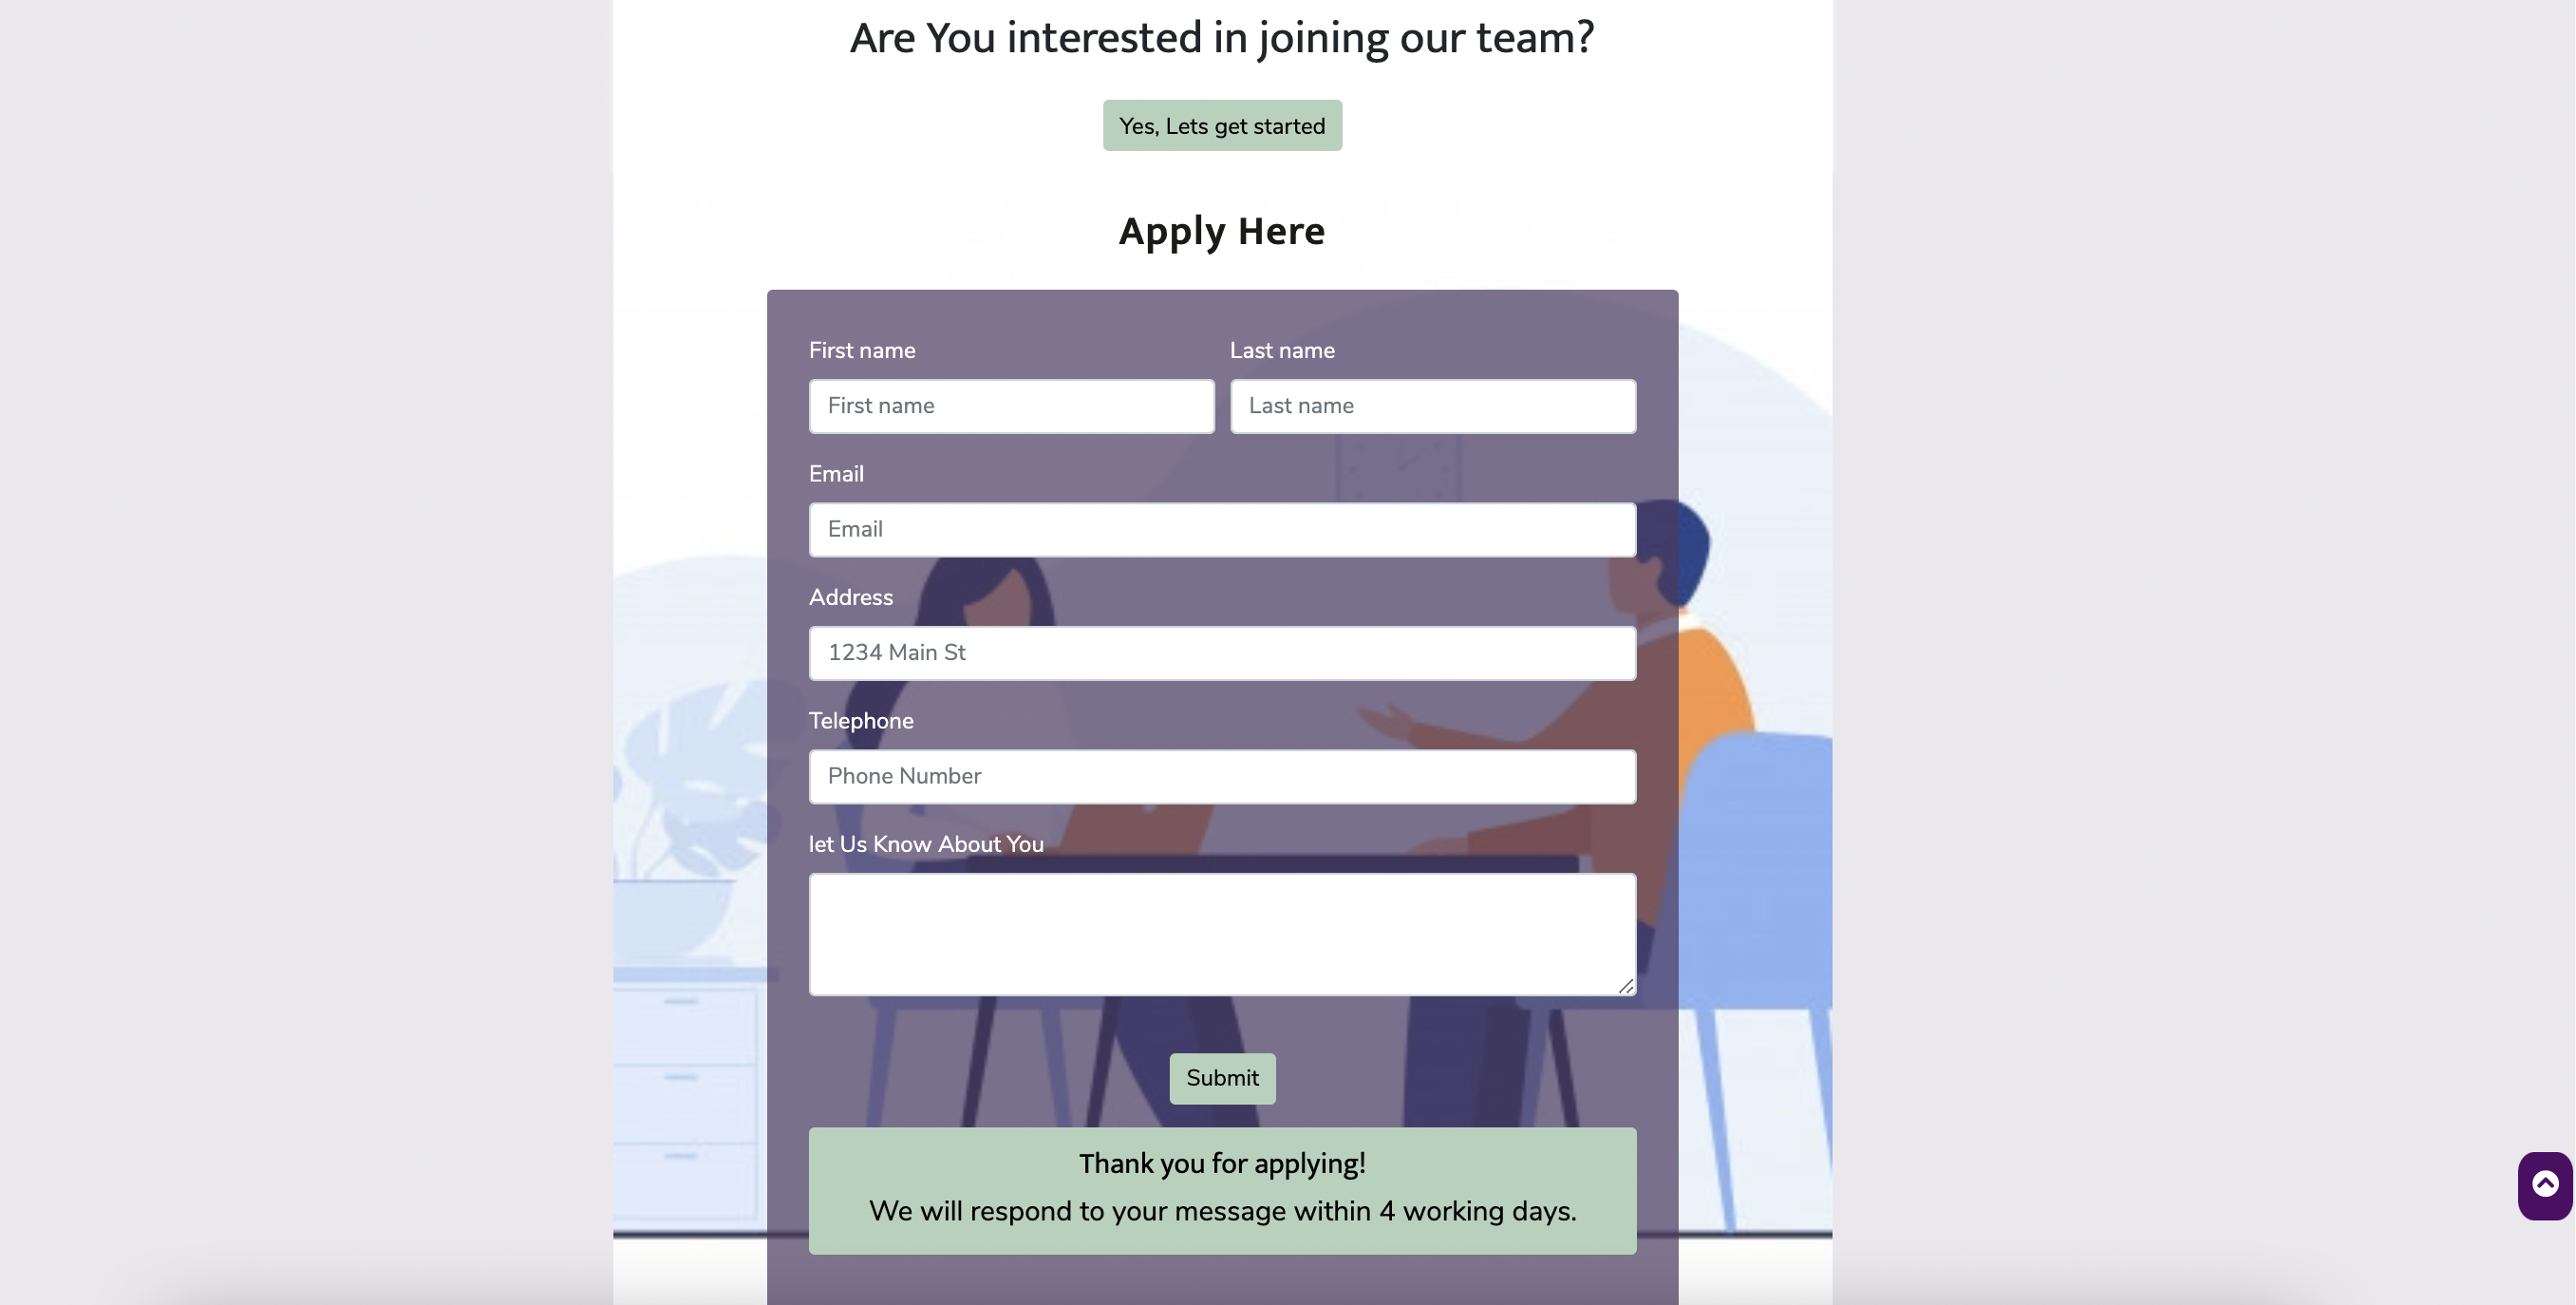 Are You interested in joining our team?
Yes, Lets get started
Apply Here
First name
Last name
First name
Last name
Email
Email
Address
1234 Main St
Telephone
Phone Number
let Us Know About You
Submit
Thank you for applying!
We will respond to your message within 4 working days.